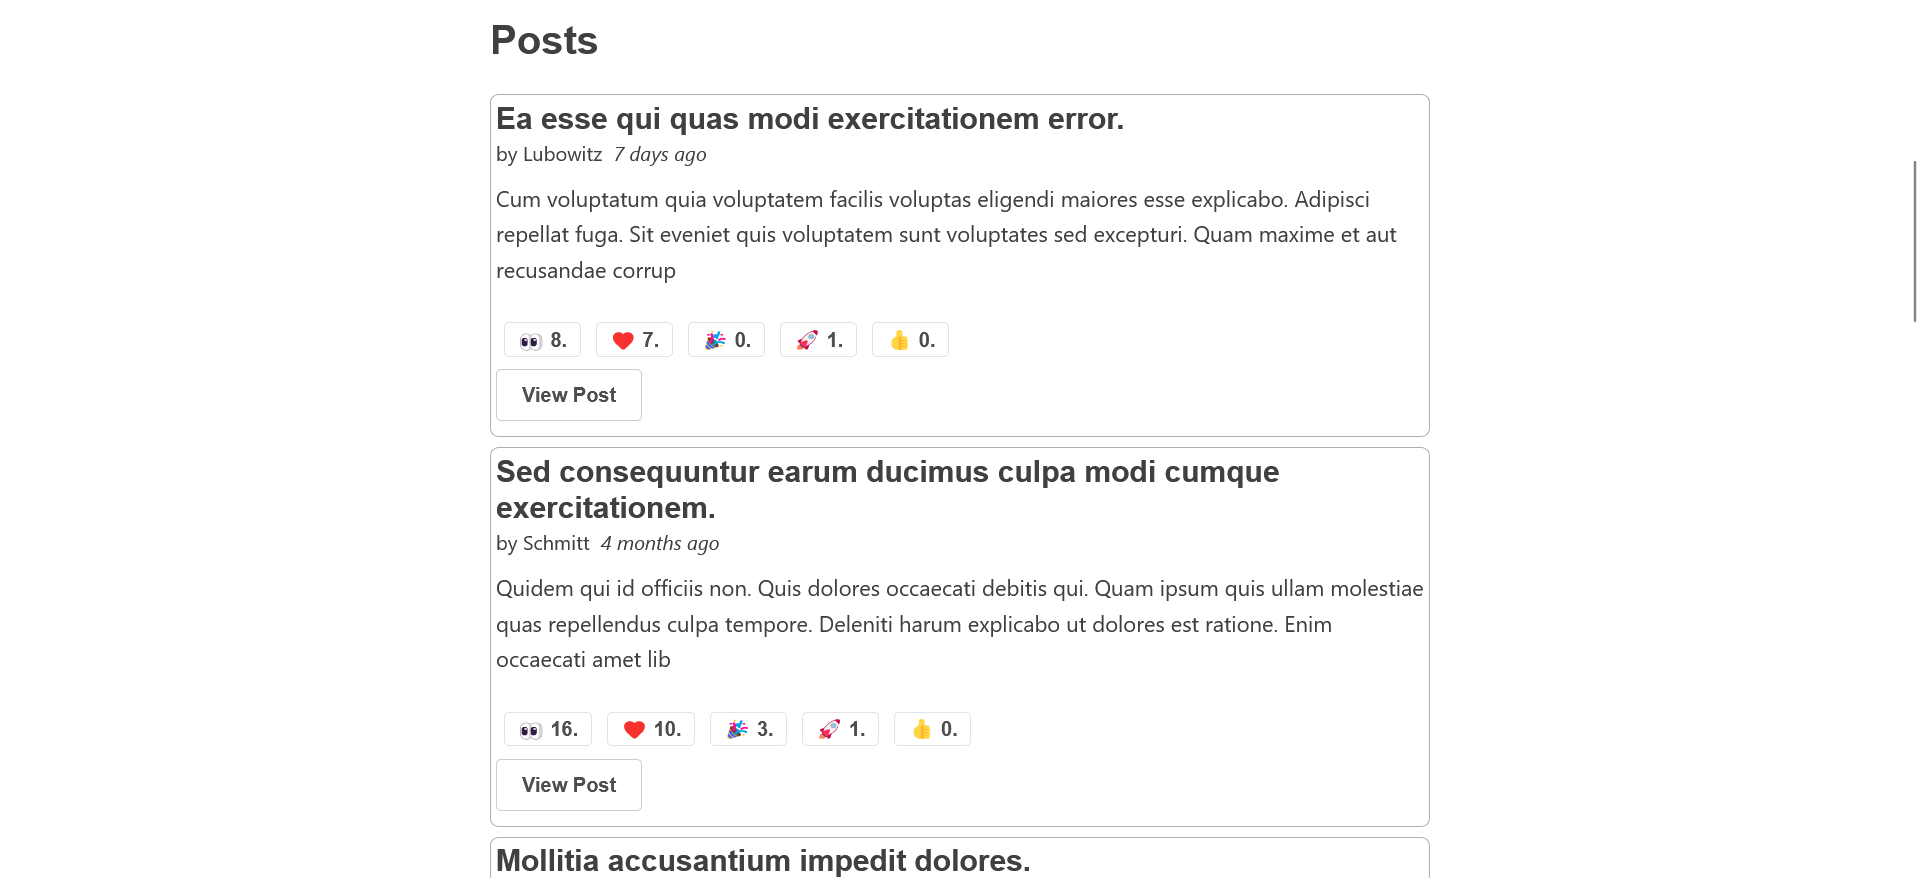 Posts
Ea esse qui quas modi exercitationem error.
by Lubowitz 7 days ago
Cum voluptatum quia voluptatem facilis voluptas eligendi maiores esse explicabo. Adipisci
repellat fuga. Sit eveniet quis voluptatem sunt voluptates sed excepturi. Quam maxime et aut
recusandae corrup
👀 8. ❤️ 7. 🎉 0. 🚀 1. 👍 0.
View Post
Sed consequuntur earum ducimus culpa modi cumque
exercitationem.
by Schmitt 4 months ago
Quidem qui id officiis non. Quis dolores occaecati debitis qui. Quam ipsum quis ullam molestiae
quas repellendus culpa tempore. Deleniti harum explicabo ut dolores est ratione. Enim
occaecati amet lib
👀 16. ❤️ 10. 🎉 3. 🚀 1. 👍 0.
View Post
Mollitia accusantium impedit dolores.